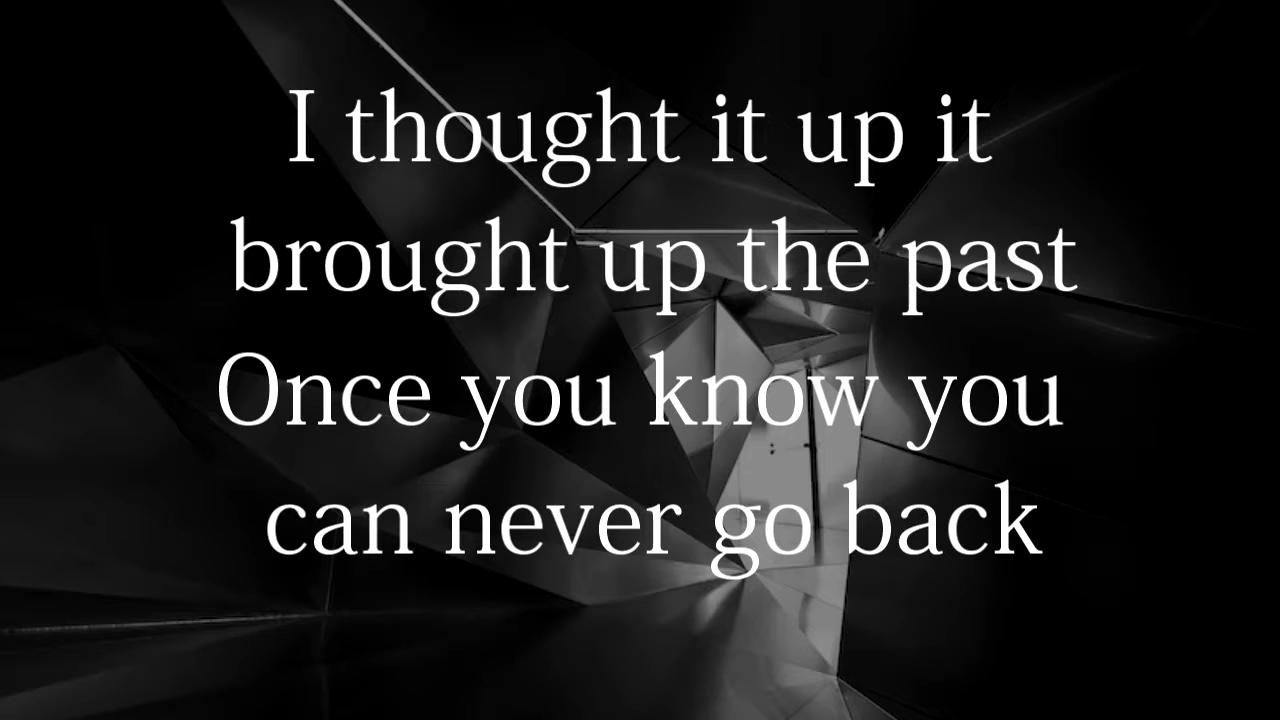 I thought it up it
brought up the past
Once you know you
can never go back